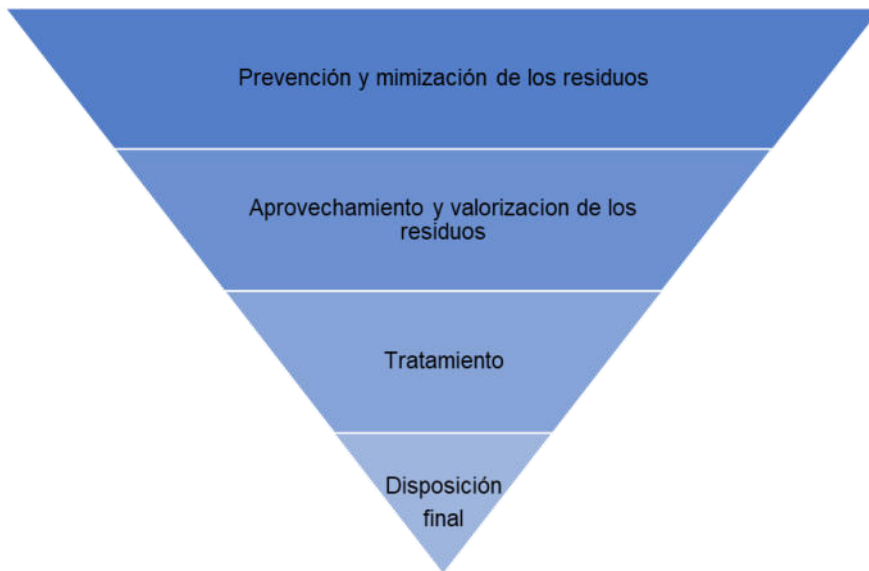 Prevención y mimización de los residuos
Aprovechamiento y valorizacion de los
residuos
Tratamiento
Disposición
final